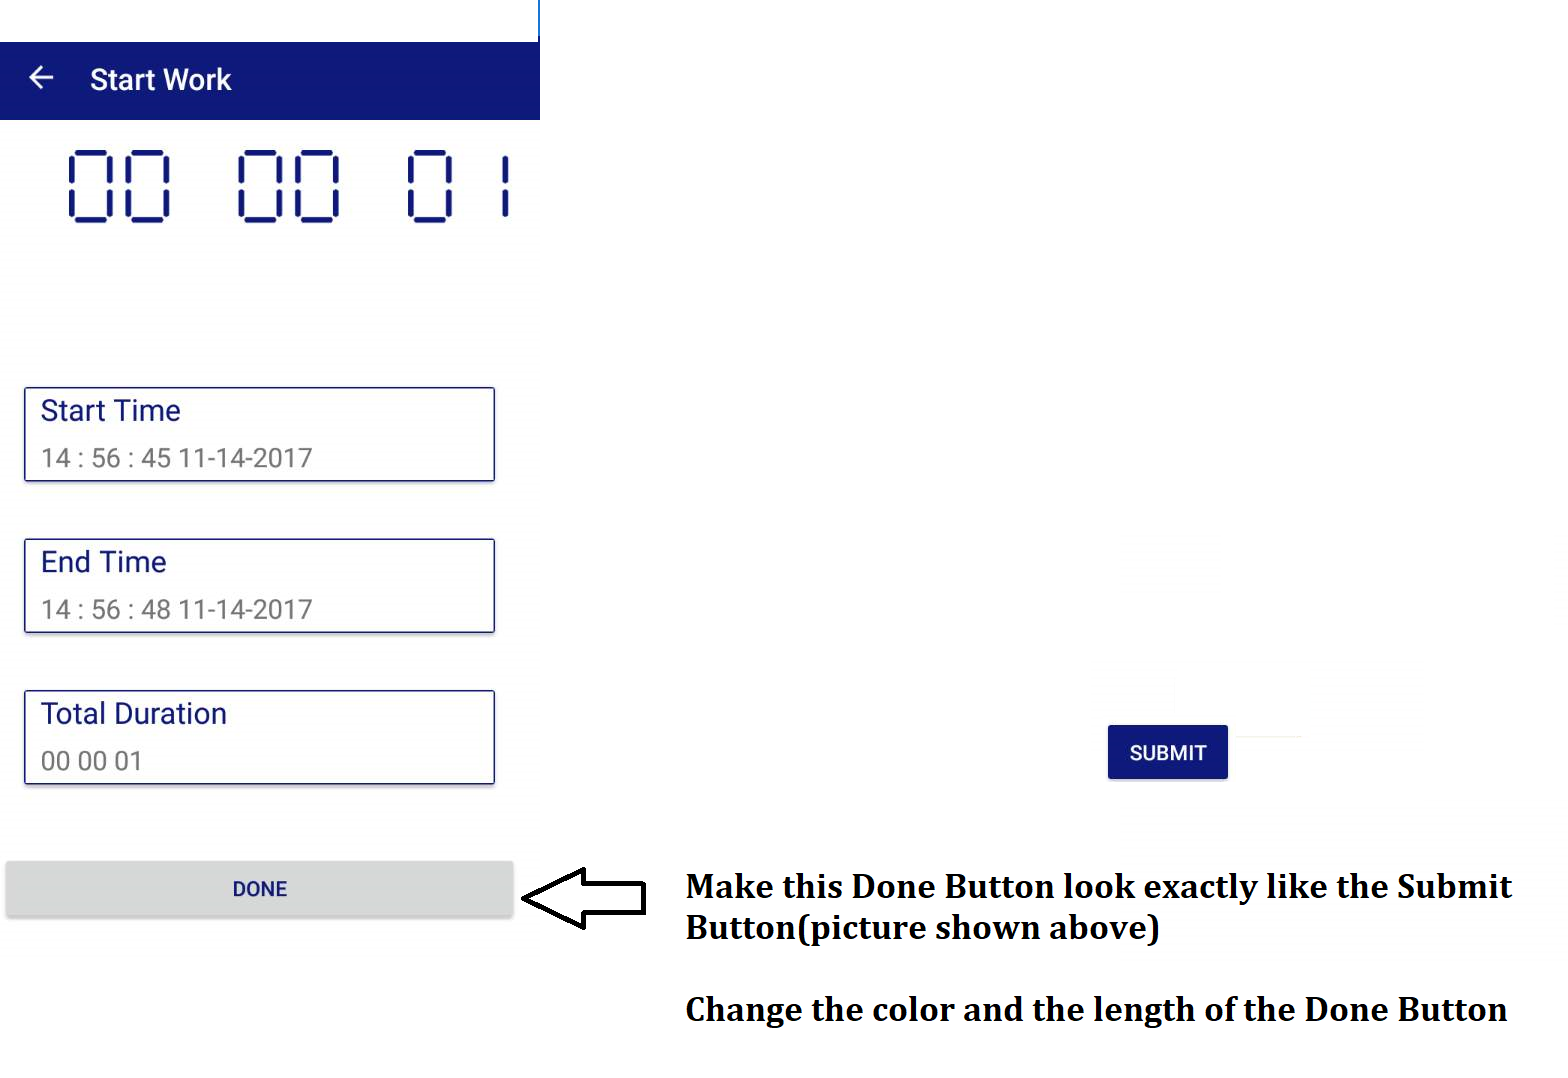 Start Work
00 00 01
Start Time
14 : 56 : 45 11-14-2017
End Time
14 : 56 : 48 11-14-2017
Total Duration
00 00 01
SUBMIT
DONE
Make this Done Button look exactly like the Submit
Button(picture shown above)
Change the color and the length of the Done Button